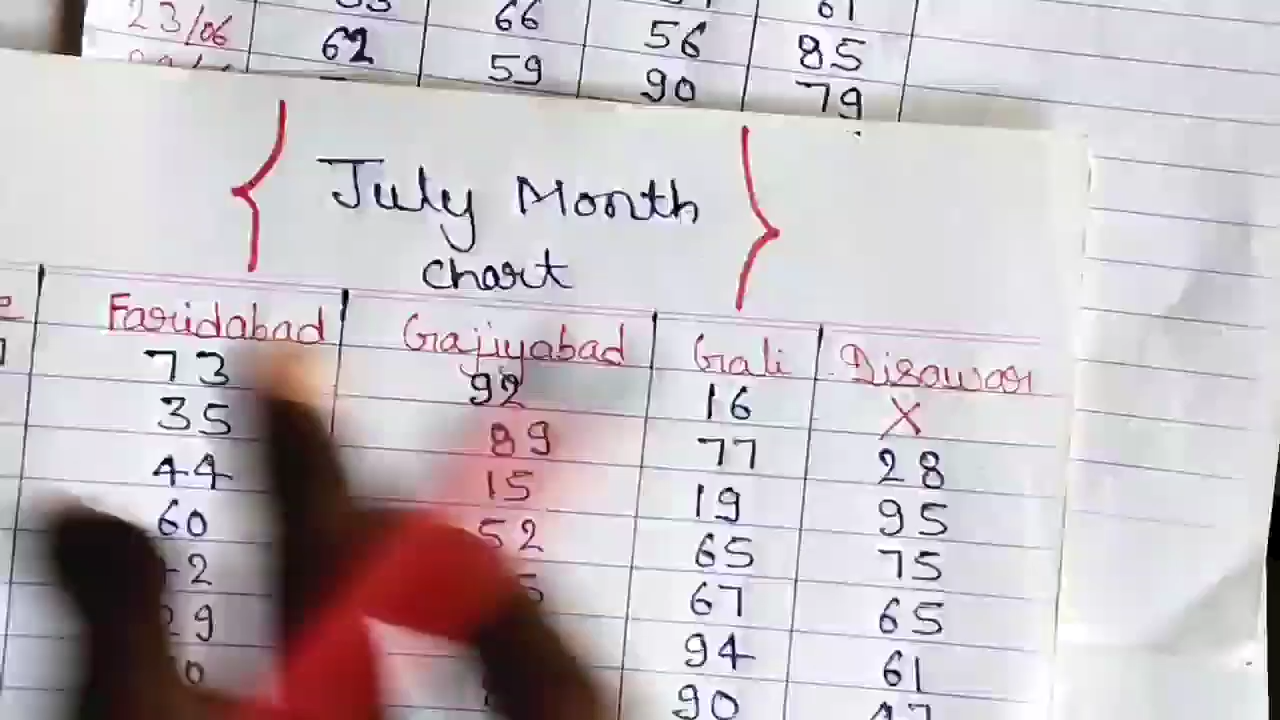 66 61
23/06 62 56 85
59 90 79
July Month
chart
Faridabad Gajiyabad Gali Disawar
73 92 16 X
35 89 77 28
44 15 19 95
60 52 65 75
67 65
94 61
90